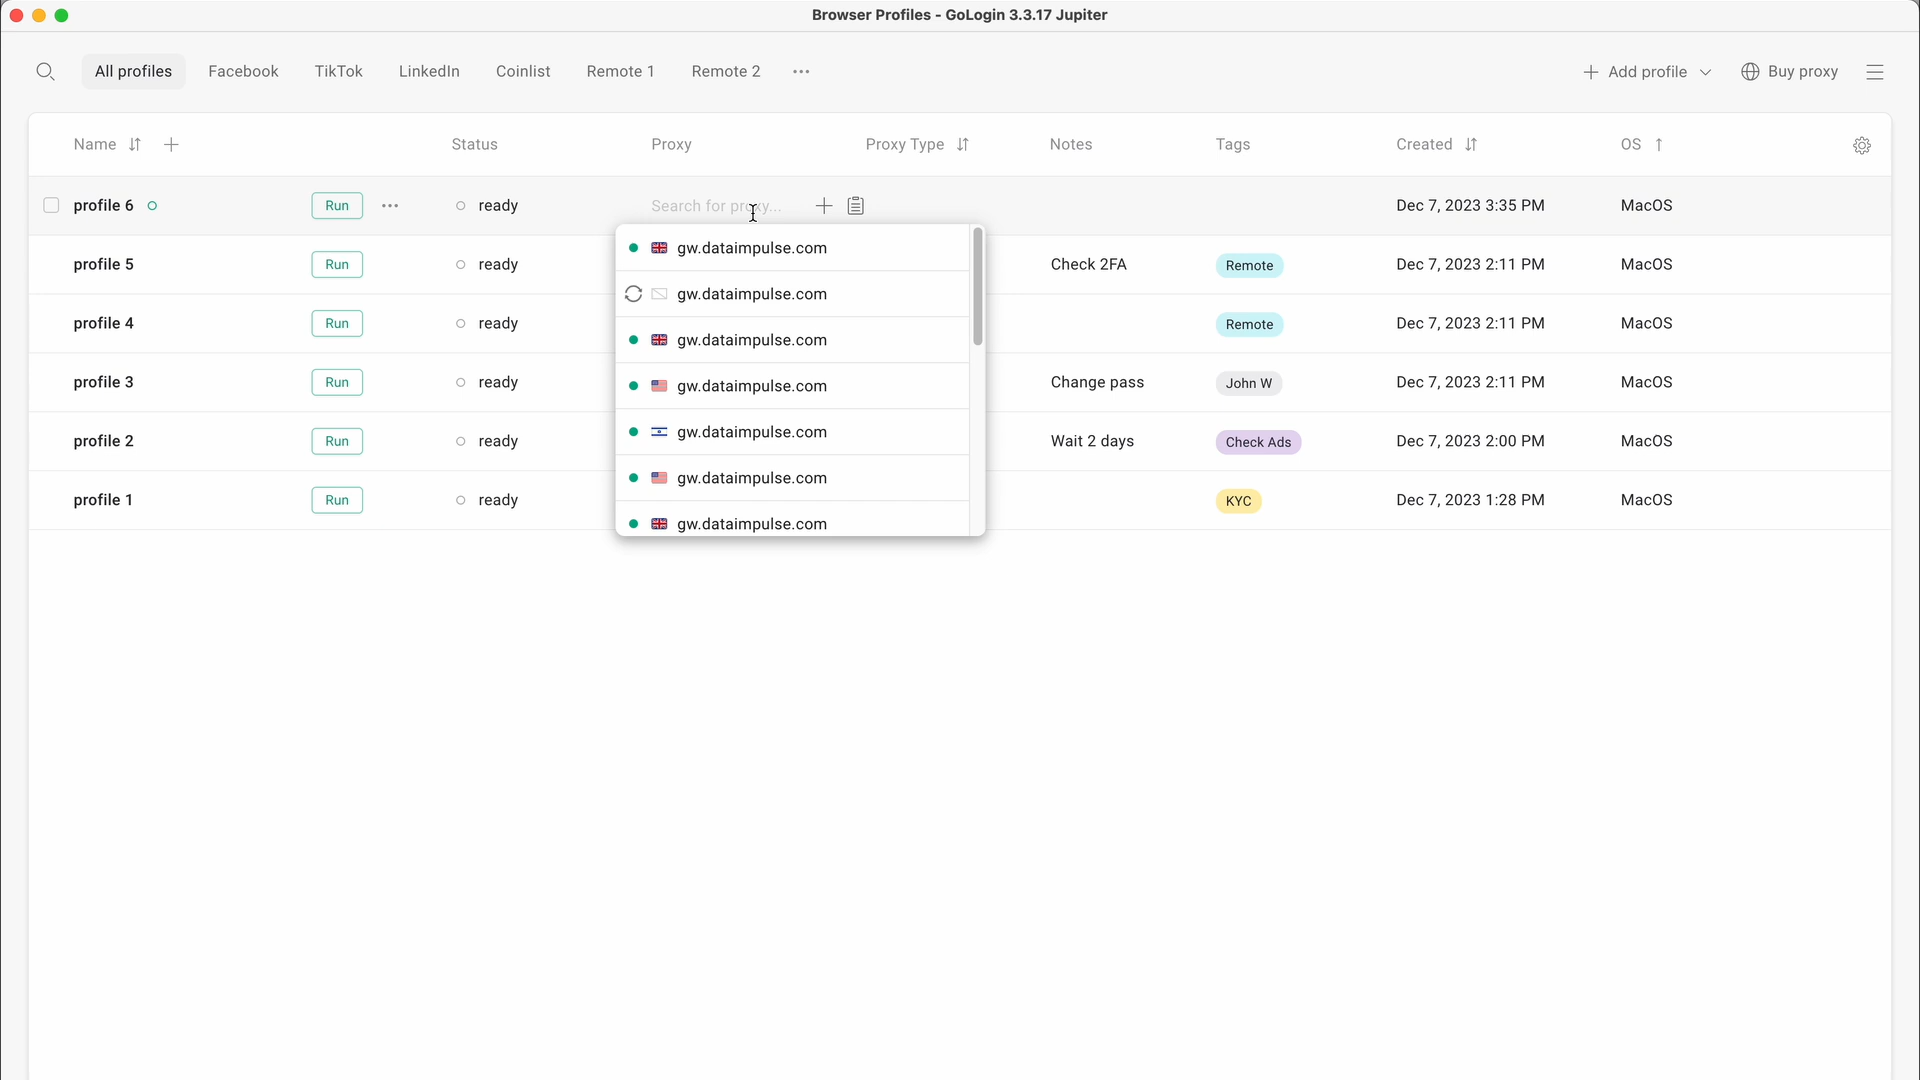 Browser Profiles - GoLogin 3.3.17 Jupiter
All profiles Facebook TikTok LinkedIn Coinlist Remote 1 Remote 2 Add profile Buy proxy
Name Status Proxy Proxy Type Notes Tags Created OS
profile 6 Run ready Search for proxy... Dec 7, 2023 3:35 PM MacOS
gw.dataimpulse.com
profile 5 Run ready Check 2FA Remote Dec 7, 2023 2:11 PM MacOS
gw.dataimpulse.com
profile 4 Run ready Remote Dec 7, 2023 2:11 PM MacOS
gw.dataimpulse.com
profile 3 Run ready gw.dataimpulse.com Change pass John W Dec 7, 2023 2:11 PM MacOS
profile 2 Run ready gw.dataimpulse.com Wait 2 days Check Ads Dec 7, 2023 2:00 PM MacOS
gw.dataimpulse.com
profile 1 Run ready KYC Dec 7, 2023 1:28 PM MacOS
gw.dataimpulse.com